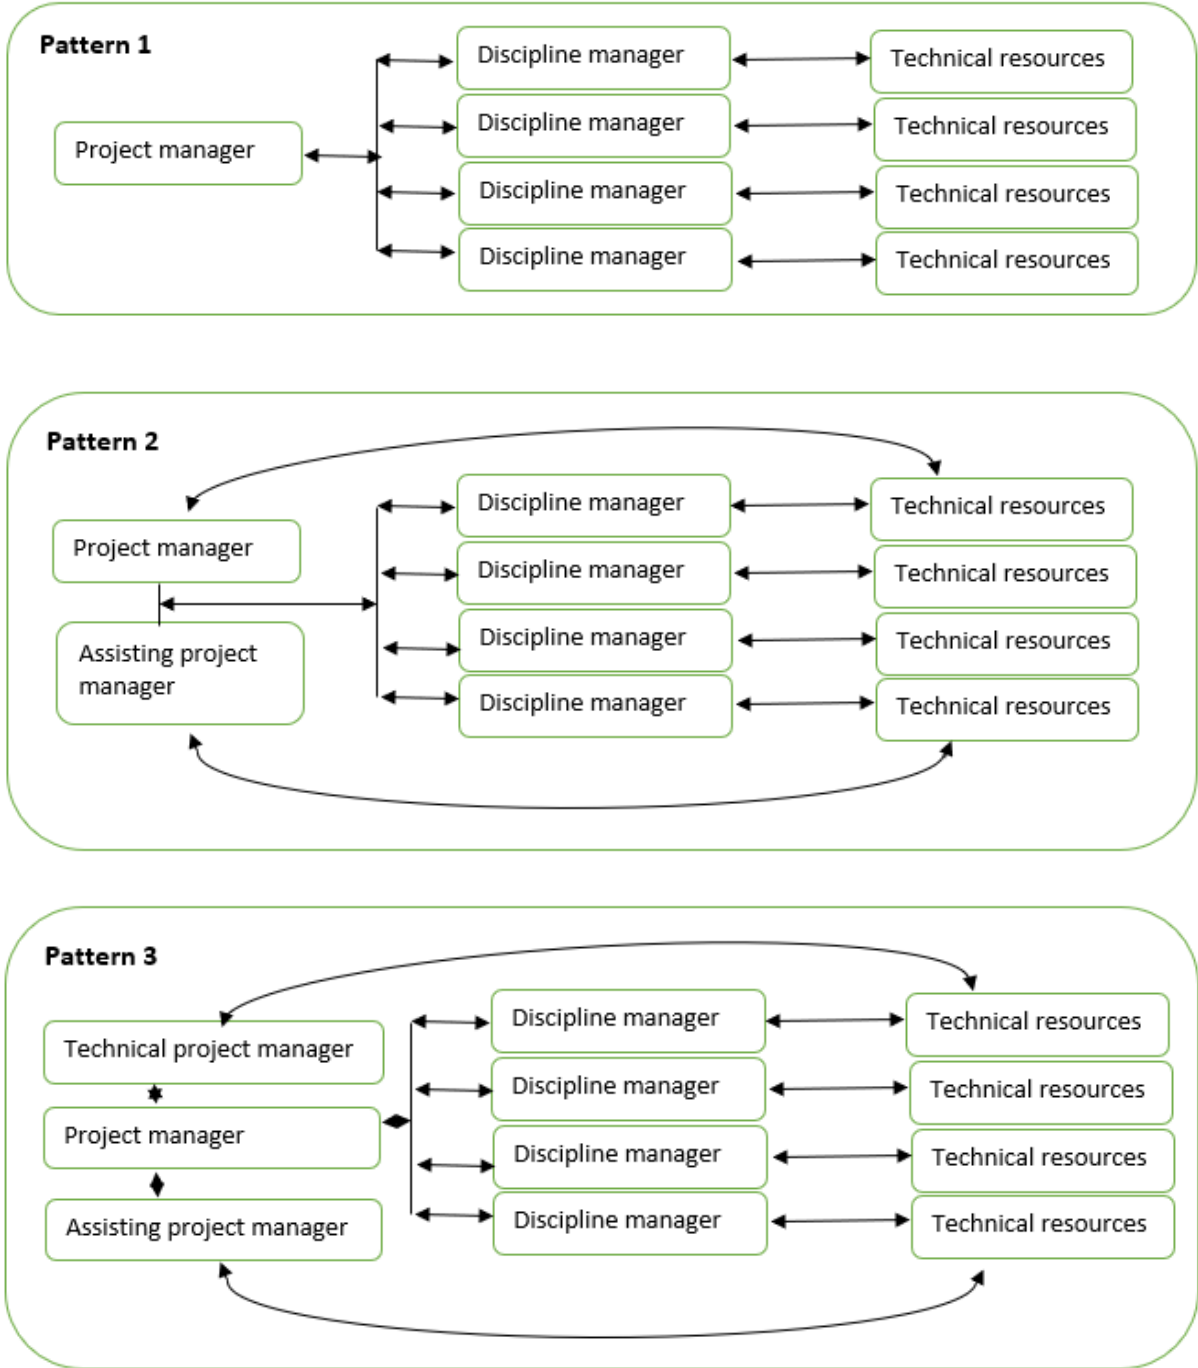 Pattern 1
Project manager
Discipline manager
Technical resources
Discipline manager
Technical resources
Discipline manager
Technical resources
Discipline manager
Technical resources
Pattern 2
Project manager
Assisting project
manager
Discipline manager
Technical resources
Discipline manager
Technical resources
Discipline manager
Technical resources
Discipline manager
Technical resources
Pattern 3
Technical project manager
Project manager
Assisting project manager
Discipline manager
Technical resources
Discipline manager
Technical resources
Discipline manager
Technical resources
Discipline manager
Technical resources